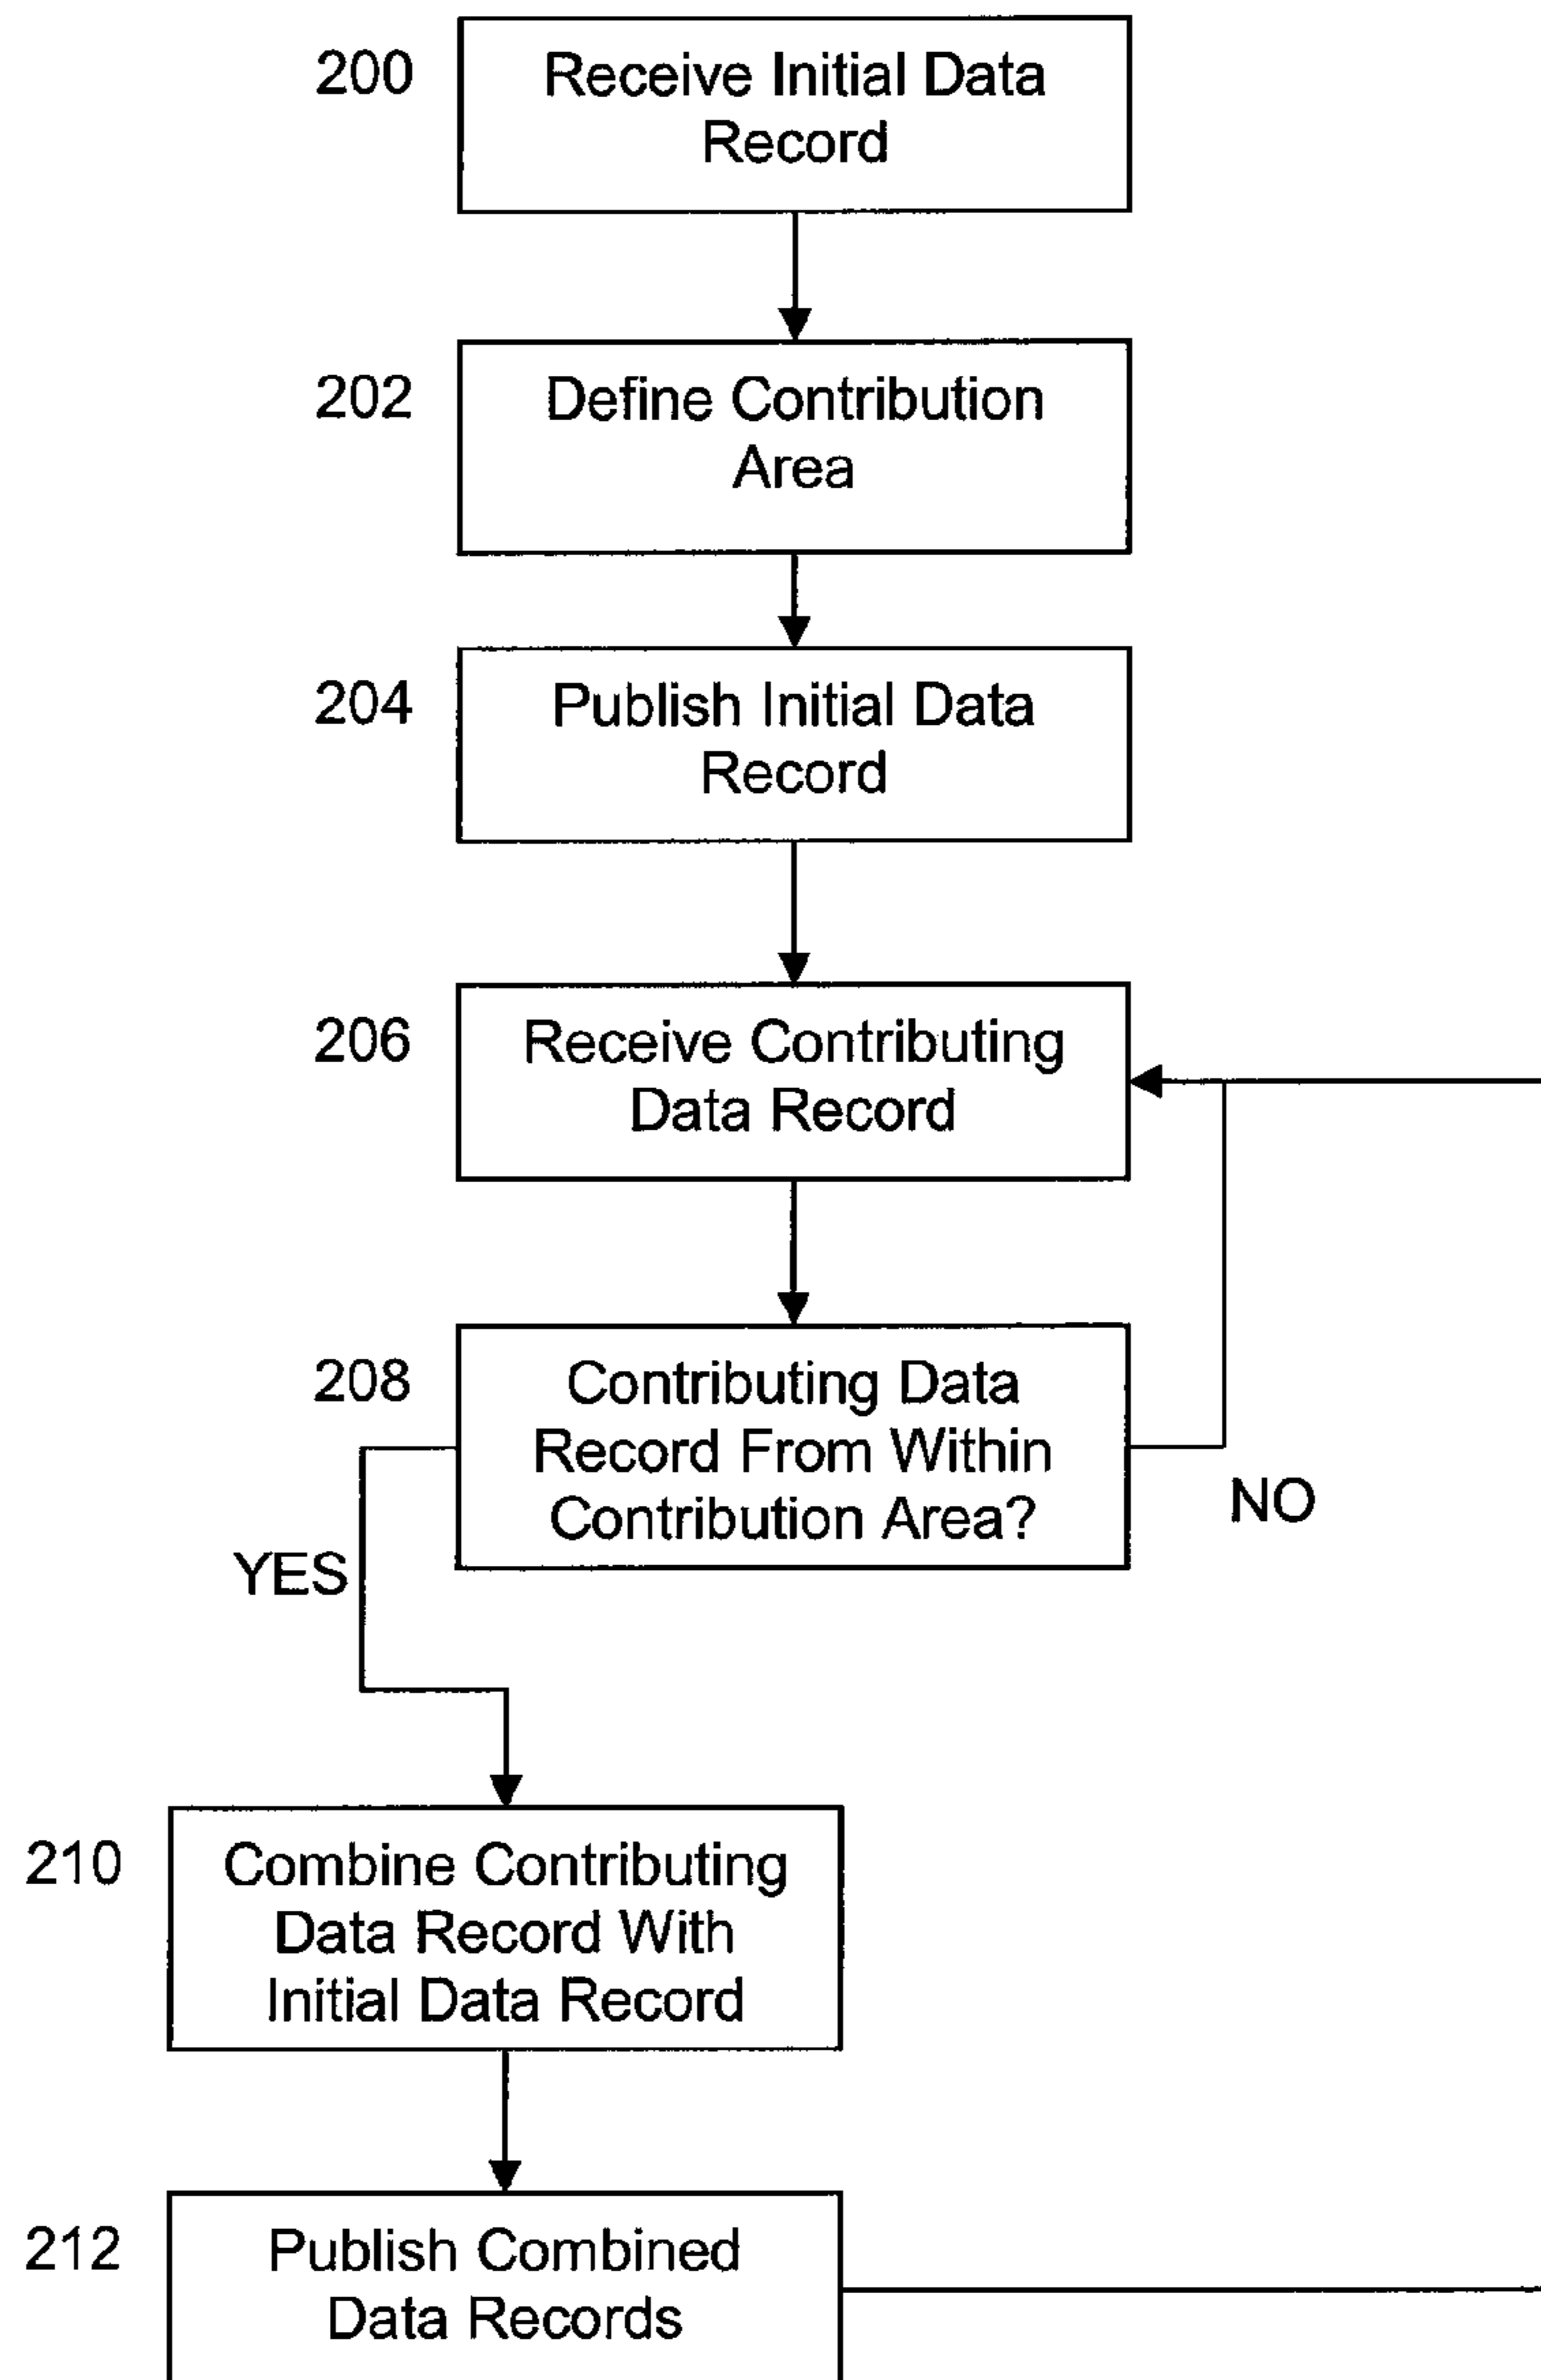 200
Receive Initial Data
Record
202
Define Contribution
Area
204
Publish Initial Data
Record
206
Receive Contributing
Data Record
208
Contributing Data
Record From Within
Contribution Area?
NO
YES
210
Combine Contributing
Data Record With
Initial Data Record
212
Publish Combined
Data Records